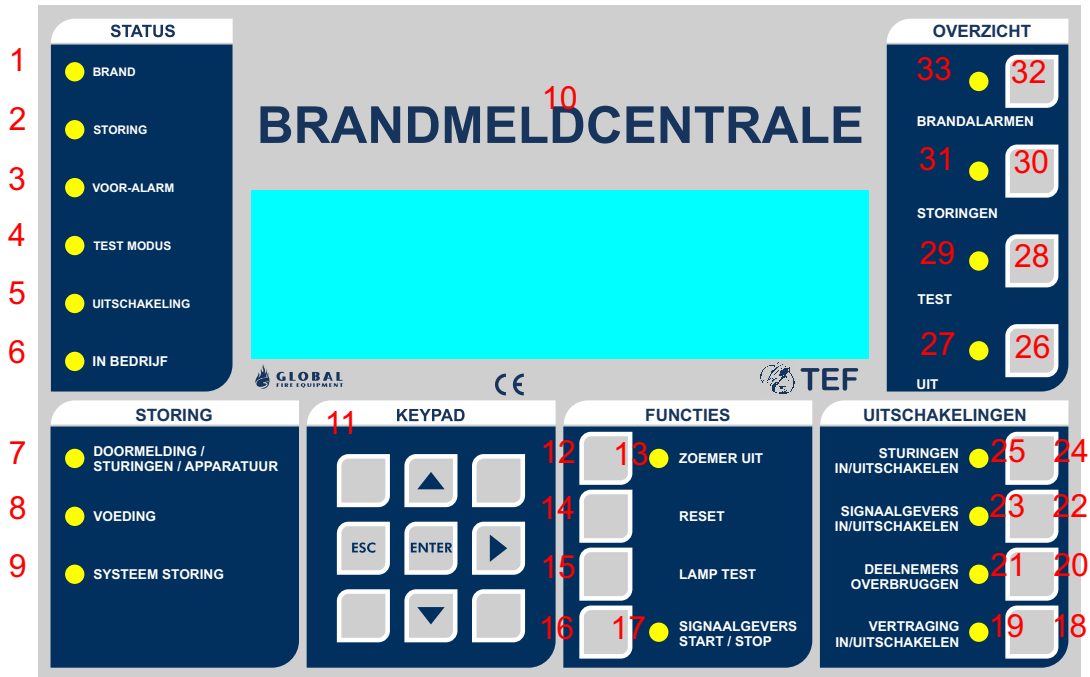 STATUS
1
BRAND
2
STORING
3
VOOR-ALARM
4
TEST MODUS
5
UITSCHAKELING
6
IN BEDRIJF
10
BRANDMELDCENTRALE
GLOBAL
FIRE EQUIPMENT
CE
TEF
OVERZICHT
33
32
BRANDALARMEN
31
30
STORINGEN
29
28
TEST
27
26
UIT
STORING
7
DOORMELDING /
STURINGEN / APPARATUUR
8
VOEDING
9
SYSTEEM STORING
11
KEYPAD
ESC
ENTER
FUNCTIES
12
13
ZOEMER UIT
14
RESET
15
LAMP TEST
16
17
SIGNAALGEVERS
START / STOP
UITSCHAKELINGEN
STURINGEN
IN/UITSCHAKELEN
25
24
SIGNAALGEVERS
IN/UITSCHAKELEN
23
22
DEELNEMERS
OVERBRUGGEN
21
20
VERTRAGING
IN/UITSCHAKELEN
19
18